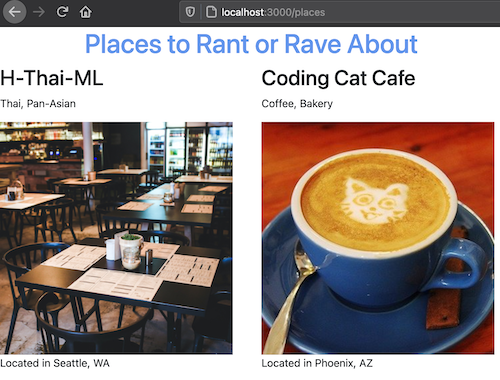 localhost:3000/places
Places to Rant or Rave About
H-Thai-ML
Thai, Pan-Asian
Located in Seattle, WA
Coding Cat Cafe
Coffee, Bakery
Located in Phoenix, AZ